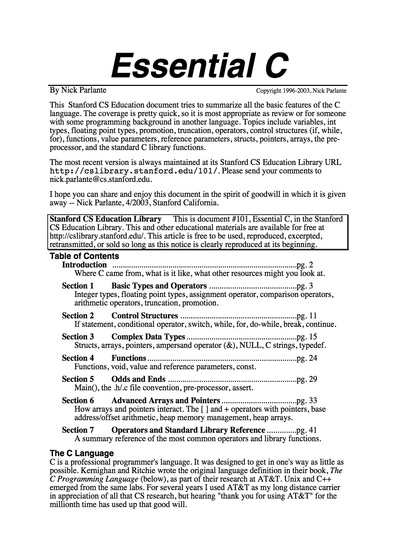 Essential C
By Nick Parlante Copyright 1996-2003, Nick Parlante
This Stanford CS Education document tries to summarize all the basic features of the C
language. The coverage is pretty quick, so it is most appropriate as review or for someone
with some programming background in another language. Topics include variables, int
types, floating point types, promotion, truncation, operators, control structures (if, while,
for), functions, value parameters, reference parameters, structs, pointers, arrays, the pre-
processor, and the standard C library functions.
The most recent version is always maintained at its Stanford CS Education Library URL
http://cslibrary.stanford.edu/101/. Please send your comments to
nick.parlante@cs.stanford.edu.
I hope you can share and enjoy this document in the spirit of goodwill in which it is given
away -- Nick Parlante, 4/2003, Stanford California.
Stanford CS Education Library This is document #101, Essential C, in the Stanford
CS Education Library. This and other educational materials are available for free at
http://cslibrary.stanford.edu/. This article is free to be used, reproduced, excerpted,
retransmitted, or sold so long as this notice is clearly reproduced at its beginning.
Table of Contents
Introduction .......................................................................pg. 2
Where C came from, what is it like, what other resources might you look at.
Section 1 Basic Types and Operators ..........................................pg. 3
Integer types, floating point types, assignment operator, comparison operators,
arithmetic operators, truncation, promotion.
Section 2 Control Structures ...................................................pg. 11
If statement, conditional operator, switch, while, for, do-while, break, continue.
Section 3 Complex Data Types .................................................pg. 15
Structs, arrays, pointers, ampersand operator (&), NULL, C strings, typedef.
Section 4 Functions ..............................................................pg. 24
Functions, void, value and reference parameters, const.
Section 5 Odds and Ends ........................................................pg. 29
Main(), the .h/.c file convention, pre-processor, assert.
Section 6 Advanced Arrays and Pointers ....................................pg. 33
How arrays and pointers interact. The [ ] and + operators with pointers, base
address/offset arithmetic, heap memory management, heap arrays.
Section 7 Operators and Standard Library Reference ..............pg. 41
A summary reference of the most common operators and library functions.
The C Language
C is a professional programmer's language. It was designed to get in one's way as little as
possible. Kernighan and Ritchie wrote the original language definition in their book, The
C Programming Language (below), as part of their research at AT&T. Unix and C++
emerged from the same labs. For several years I used AT&T as my long distance carrier
in appreciation of all that CS research, but hearing "thank you for using AT&T" for the
millionth time has used up that good will.